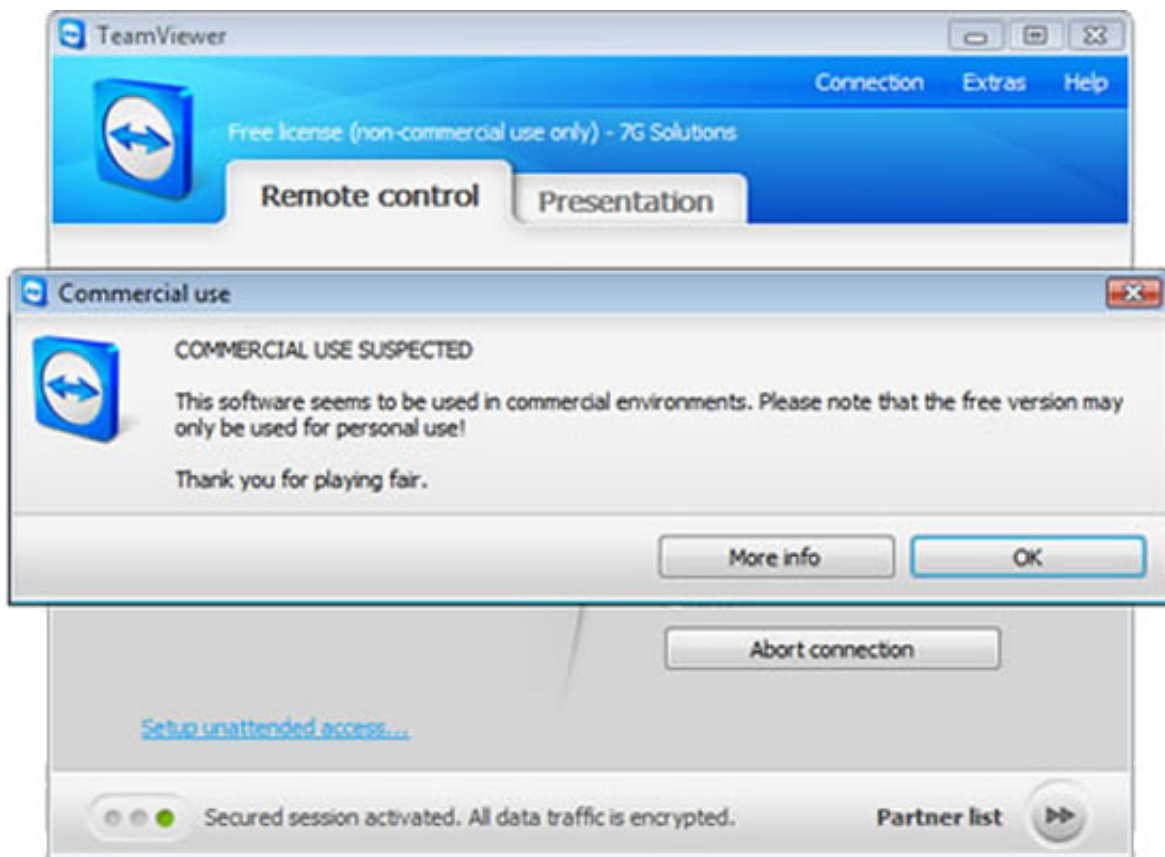 TeamViewer
Connection Extras Help
Free license (non-commercial use only) - 7G Solutions
Remote control Presentation
Commercial use
COMMERCIAL USE SUSPECTED
This software seems to be used in commercial environments. Please note that the free version may
only be used for personal use!
Thank you for playing fair.
More info OK
Abort connection
Setup unattended access...
Secured session activated. All data traffic is encrypted. Partner list